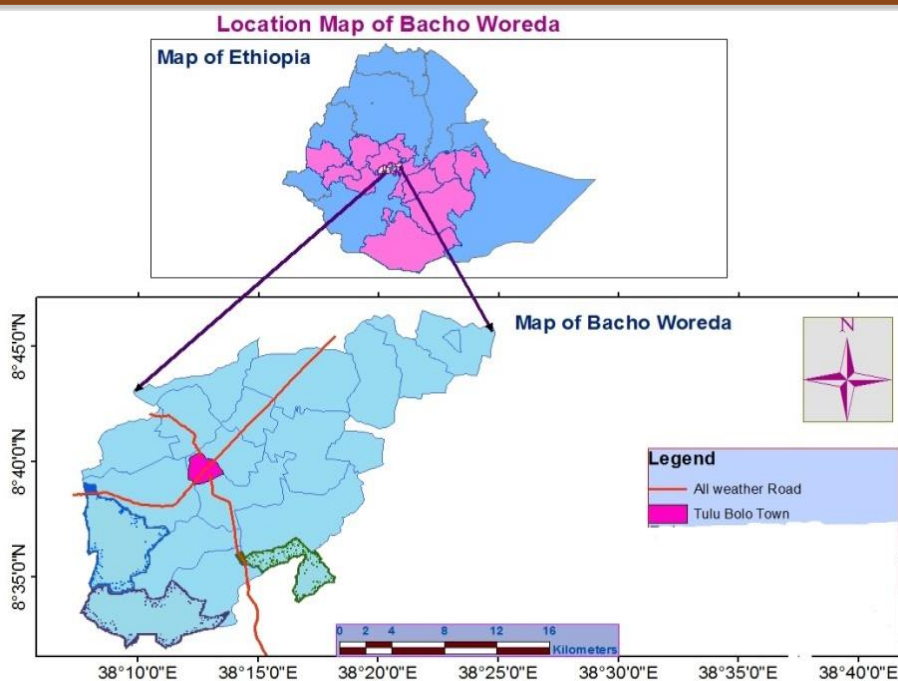 Location Map of Bacho Woreda
Map of Ethiopia
Map of Bacho Woreda
N
8°45'0"N
8°40'0"N
8°35'0"N
Legend
All weather Road
Tulu Bolo Town
0 2 4 8 12 16
Kilometers
38°10'0"E 38°15'0"E 38°20'0"E 38°25'0"E 38°30'0"E 38°35'0"E 38°40'0"E